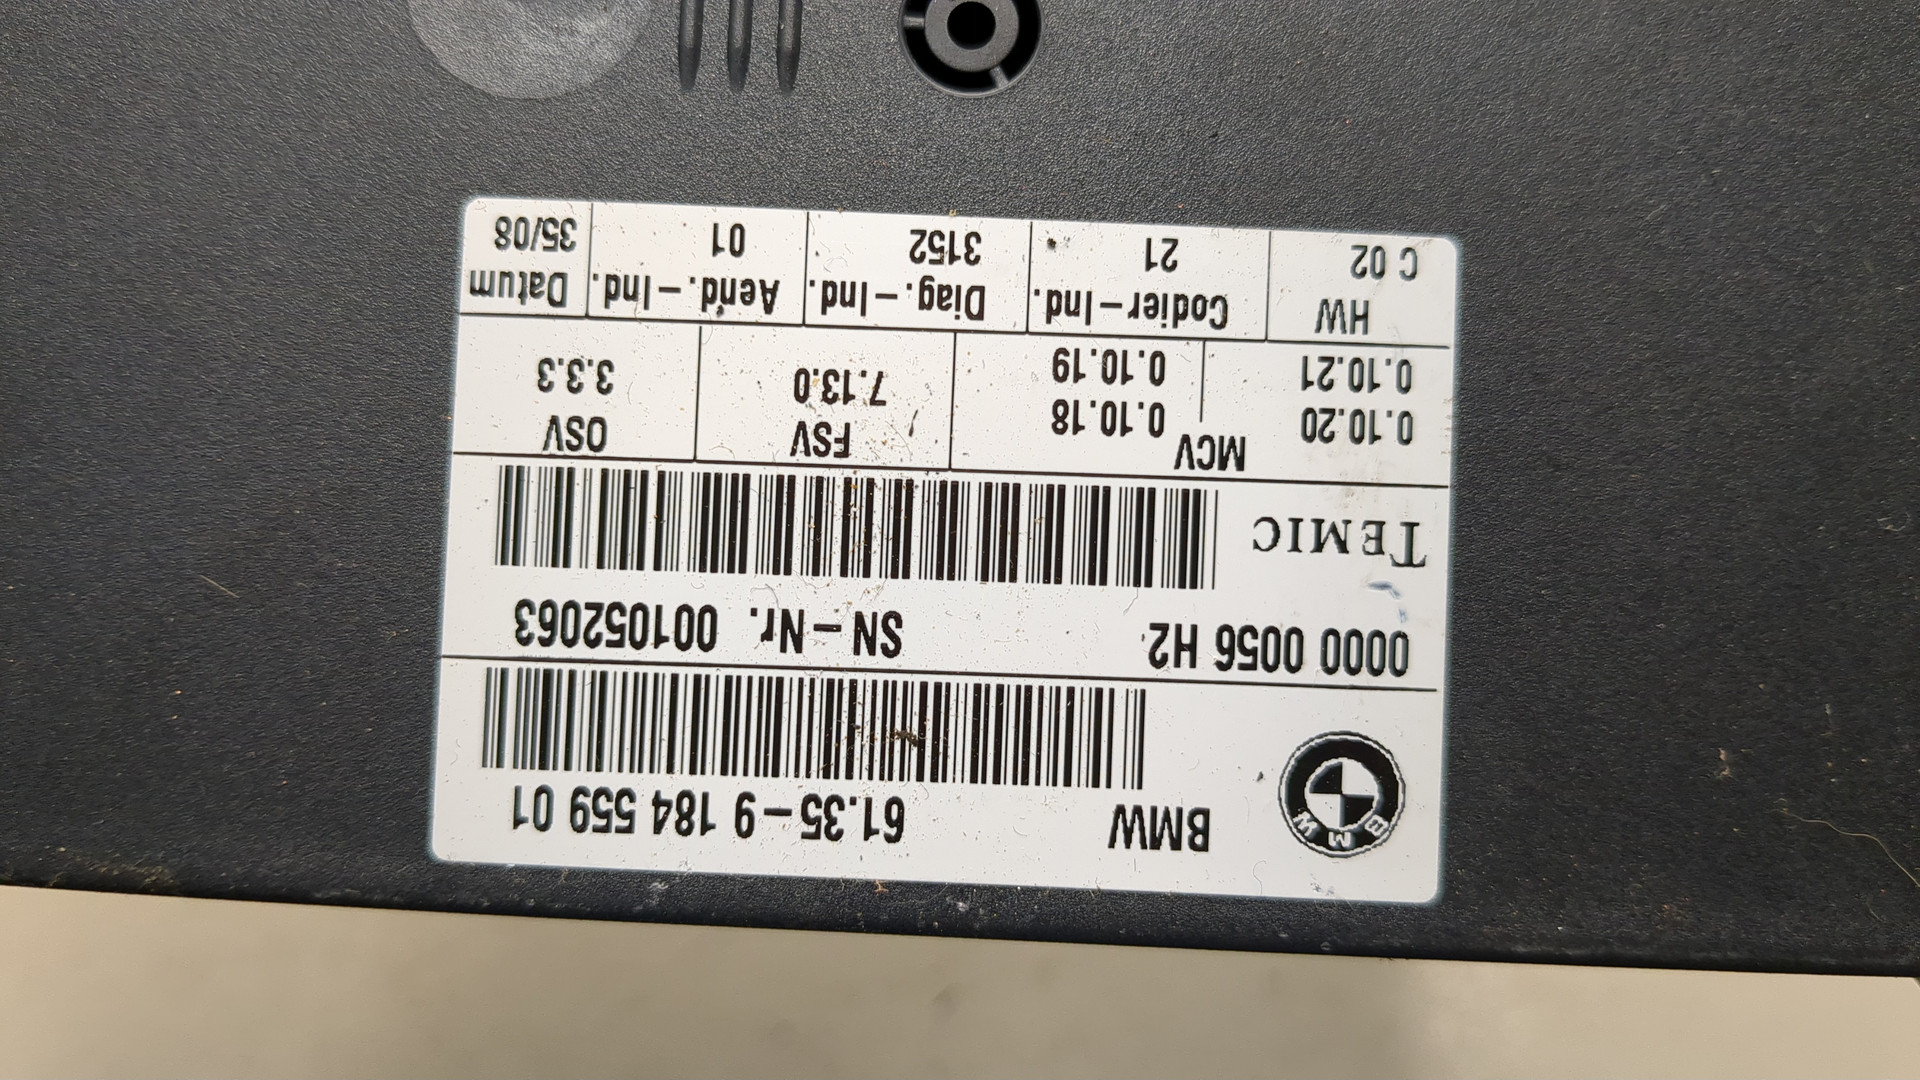 BMW
BMW 61.35-9 184 559 01
0000 0056 H2 SN-Nr. 001052063
TEMIC
0.10.20 MCV 0.10.18 FSV OSV
0.10.21 0.10.19 7.13.0 3.3.3
HW Codier-Ind. Diag.-Ind. Aend.-Ind. Datum
C 02 21 3152 01 35/08